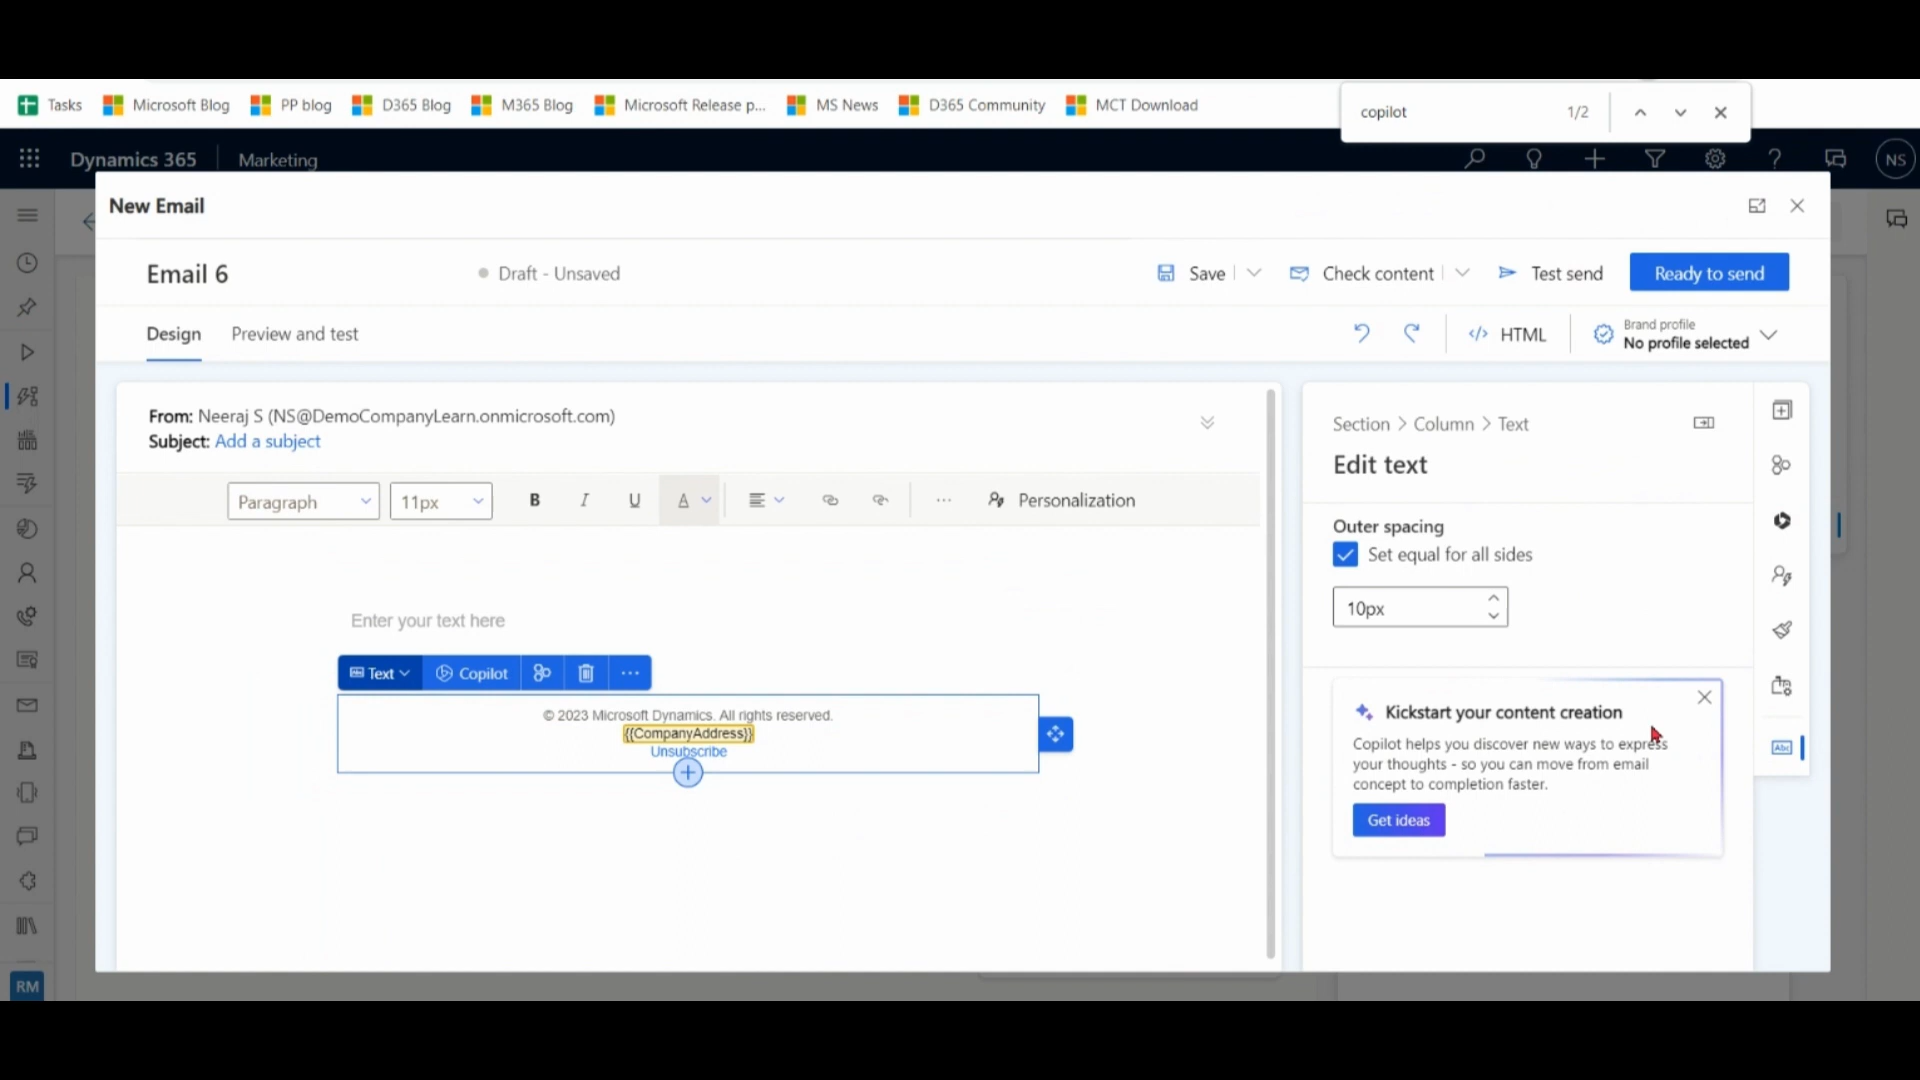 Tasks Microsoft Blog PP blog D365 Blog M365 Blog Microsoft Release p... MS News D365 Community MCT Download
copilot 1/2
Dynamics 365 Marketing
NS
New Email
Email 6 Draft - Unsaved Save Check content Test send Ready to send
Design Preview and test HTML
Brand profile
No profile selected
From: Neeraj S (NS@DemoCompanyLearn.onmicrosoft.com)
Subject: Add a subject
Paragraph 11px B I U A ... Personalization
Enter your text here
Text Copilot ...
© 2023 Microsoft Dynamics. All rights reserved.
{{CompanyAddress}}
Unsubscribe
Section > Column > Text
Edit text
Outer spacing
Set equal for all sides
10px
Kickstart your content creation
Copilot helps you discover new ways to express
your thoughts - so you can move from email
concept to completion faster.
Get ideas
Abc
RM